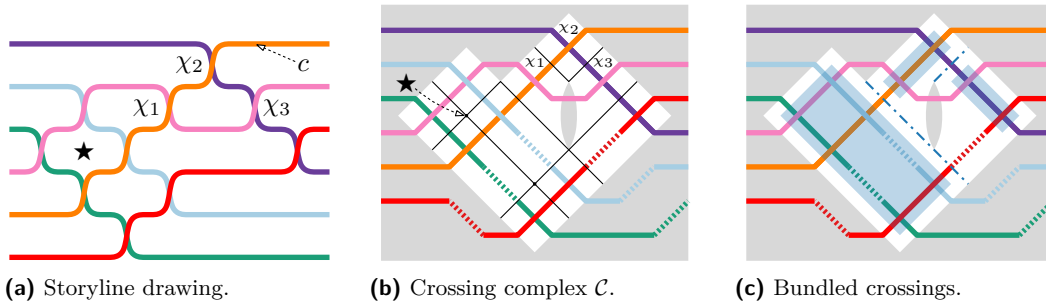 χ₂
c
χ₁
χ₃
χ₂
χ₁
χ₃
(a) Storyline drawing.
(b) Crossing complex 𝒞.
(c) Bundled crossings.